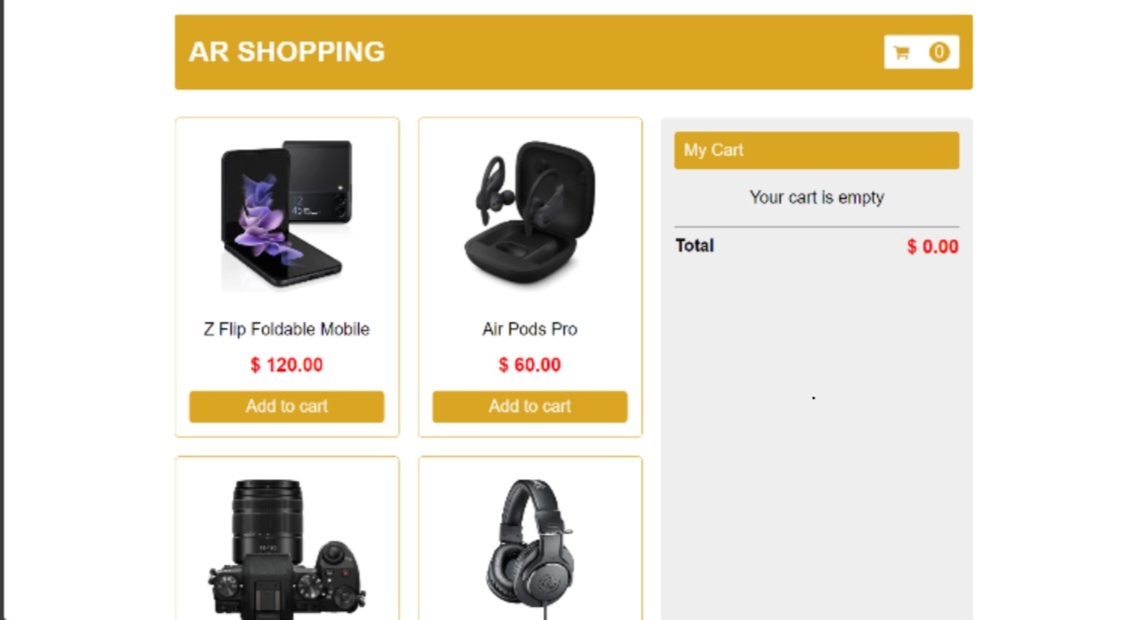 AR SHOPPING
0
My Cart
Your cart is empty
Total $ 0.00
Z Flip Foldable Mobile
$ 120.00
Add to cart
Air Pods Pro
$ 60.00
Add to cart